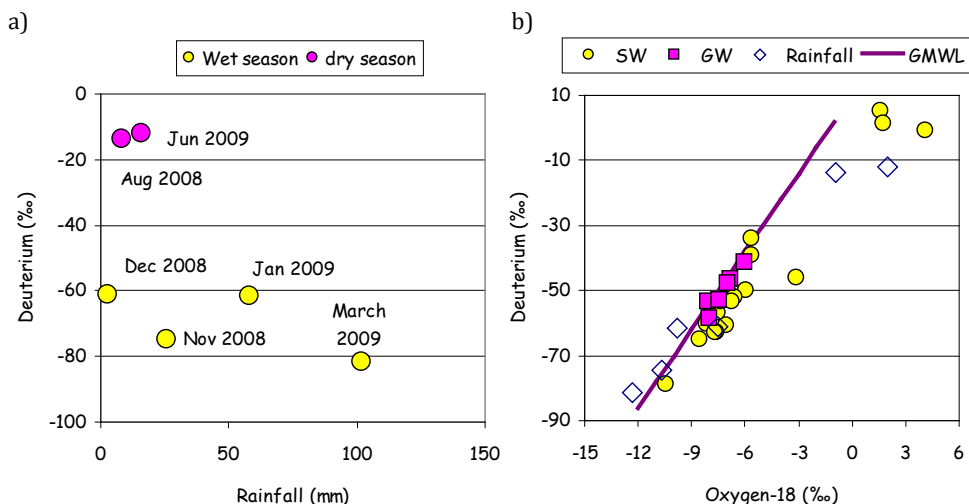 a)
Wet season dry season
Deuterium (‰)
0
-20
-40
-60
-80
-100
Jun 2009
Aug 2008
Dec 2008
Jan 2009
March
2009
Nov 2008
0 50 100 150
Rainfall (mm)
b)
SW GW Rainfall GMWL
Deuterium (‰)
10
-10
-30
-50
-70
-90
-15 -12 -9 -6 -3 0 3 6
Oxygen-18 (‰)